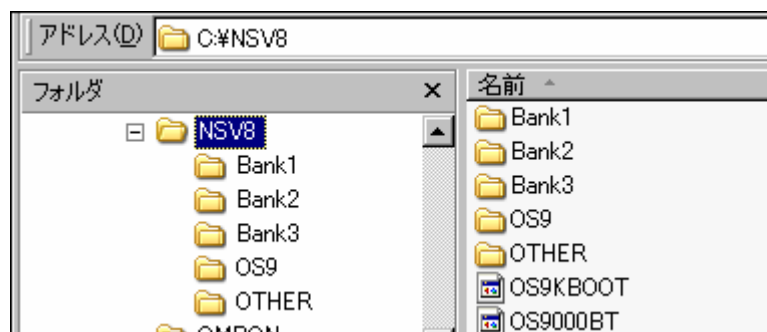 アドレス(D) C:¥NSV8
フォルダ ×
NSV8
Bank1
Bank2
Bank3
OS9
OTHER
OMRON
名前
Bank1
Bank2
Bank3
OS9
OTHER
OS9KBOOT
OS9000BT